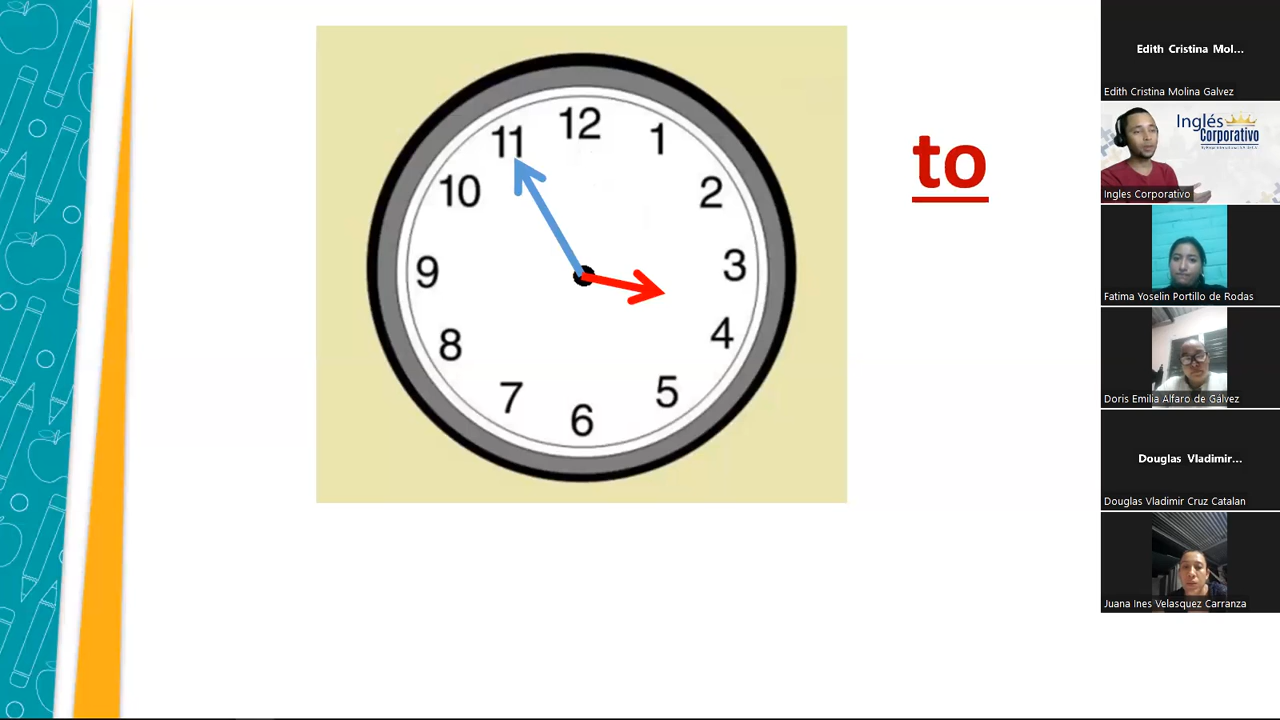 12
1
2
3
4
5
6
7
8
9
10
11
to
Edith Cristina Mol...
Edith Cristina Molina Galvez
Inglés
Corporativo
Ingles Corporativo
Fatima Yoselin Portillo de Rodas
Doris Emilia Alfaro de Gálvez
Douglas Vladimir...
Douglas Vladimir Cruz Catalan
Juana Ines Velasquez Carranza